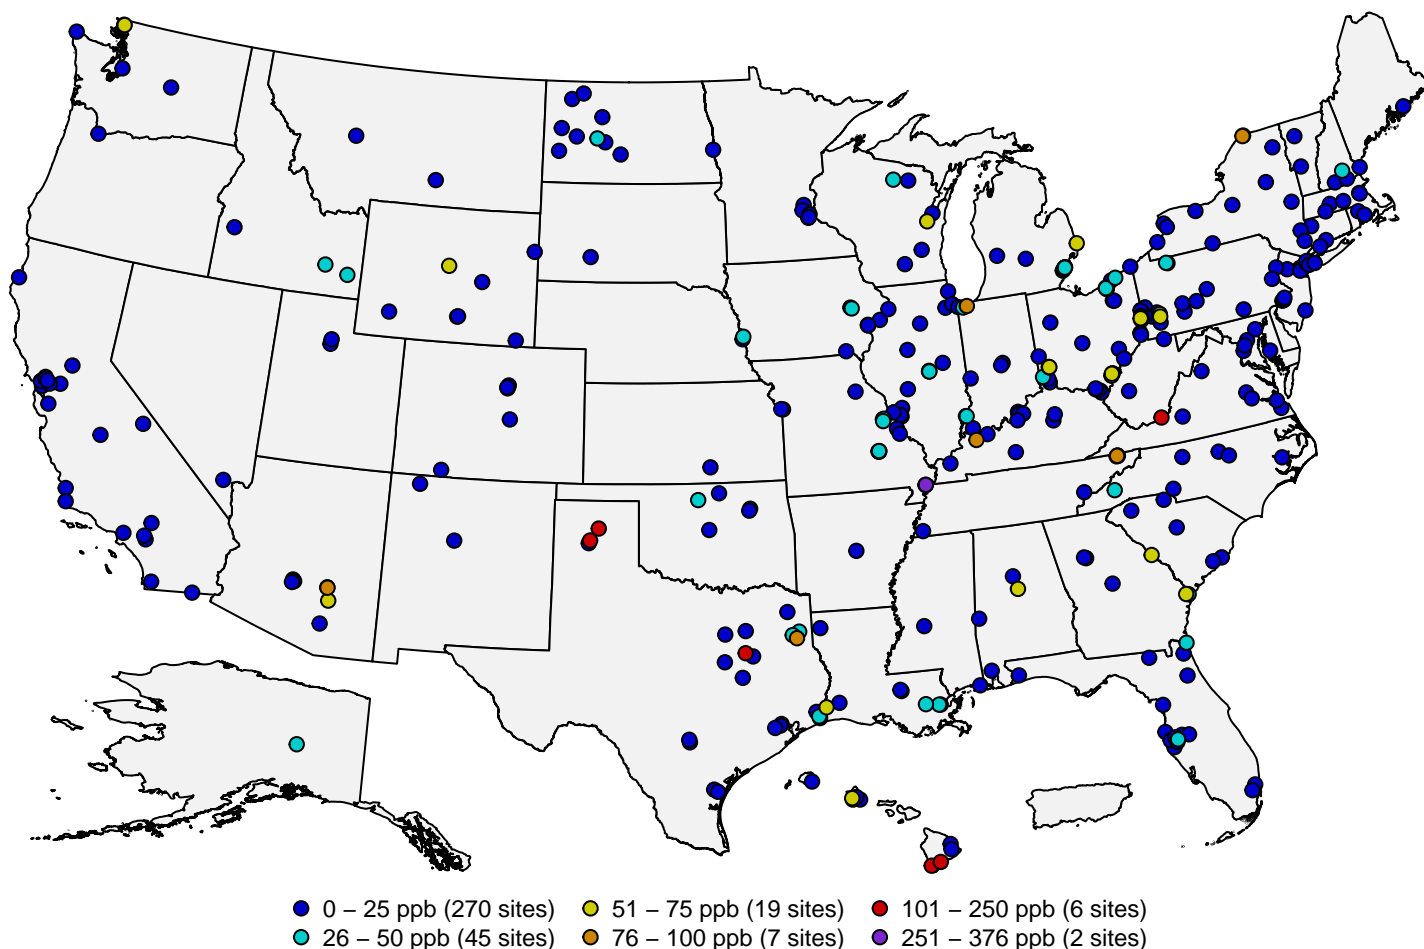 0 – 25 ppb (270 sites) 51 – 75 ppb (19 sites) 101 – 250 ppb (6 sites)
26 – 50 ppb (45 sites) 76 – 100 ppb (7 sites) 251 – 376 ppb (2 sites)